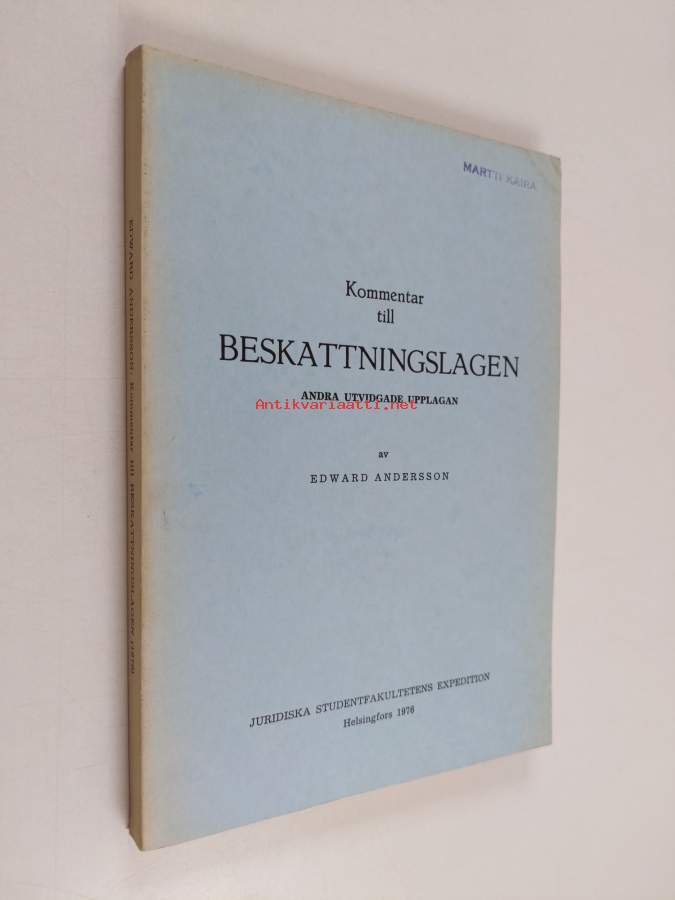 MARTTI KAIRA
Kommentar
till
BESKATTNINGSLAGEN
ANDRA UTVIDGADE UPPLAGAN
Antikvariaatti.net
av
EDWARD ANDERSSON
JURIDISKA STUDENTFAKULTETENS EXPEDITION
Helsingfors 1976
EDWARD ANDERSSON: Kommentar till BESKATTNINGSLAGEN (1976)